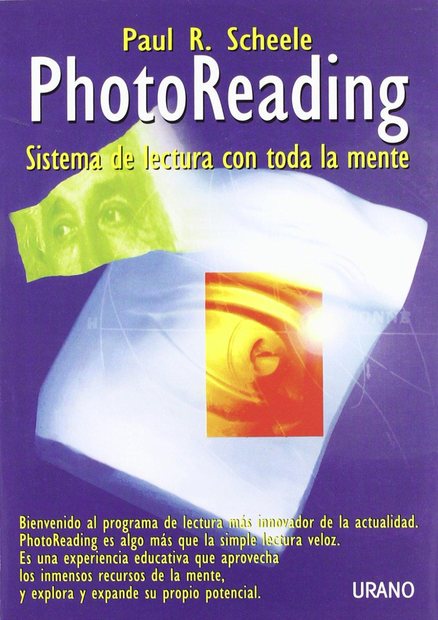 Paul R. Scheele
PhotoReading
Sistema de lectura con toda la mente
Bienvenido al programa de lectura más innovador de la actualidad.
PhotoReading es algo más que la simple lectura veloz.
Es una experiencia educativa que aprovecha
los inmensos recursos de la mente,
y explora y expande su propio potencial.
URANO